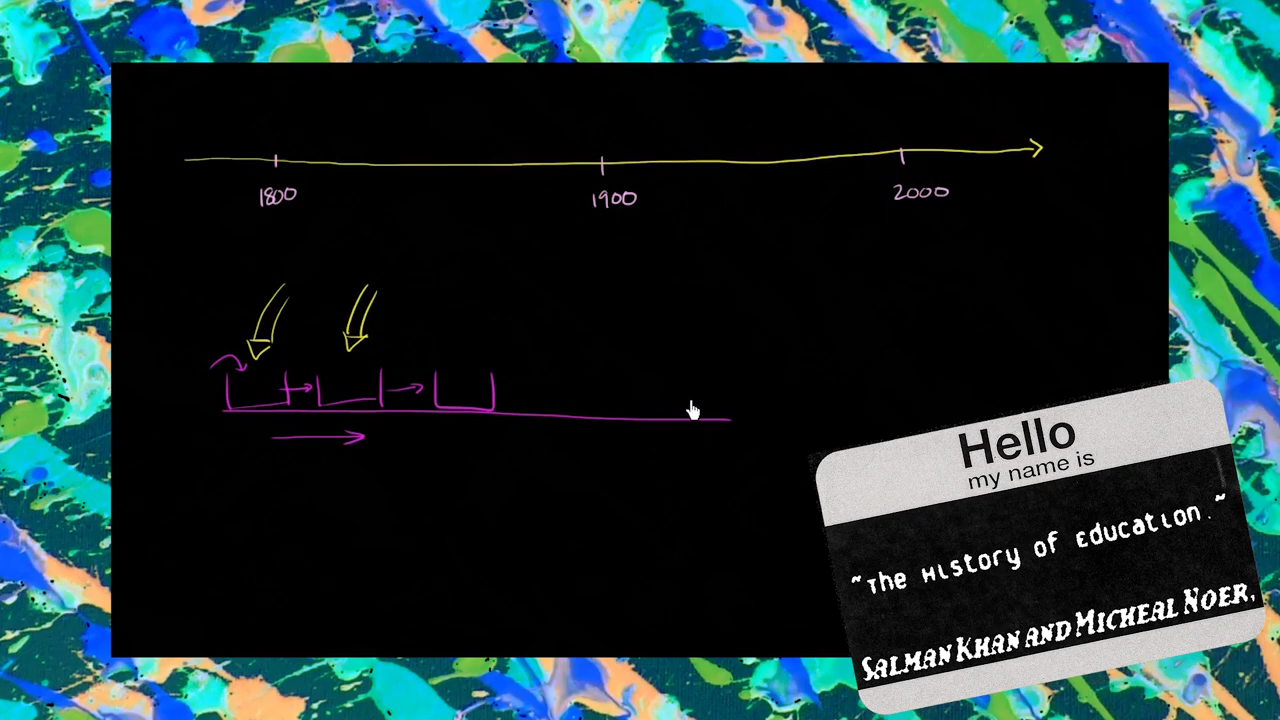 1800 1900 2000
Hello
my name is
"The History of Education."
Salman Khan and Micheal Noer,